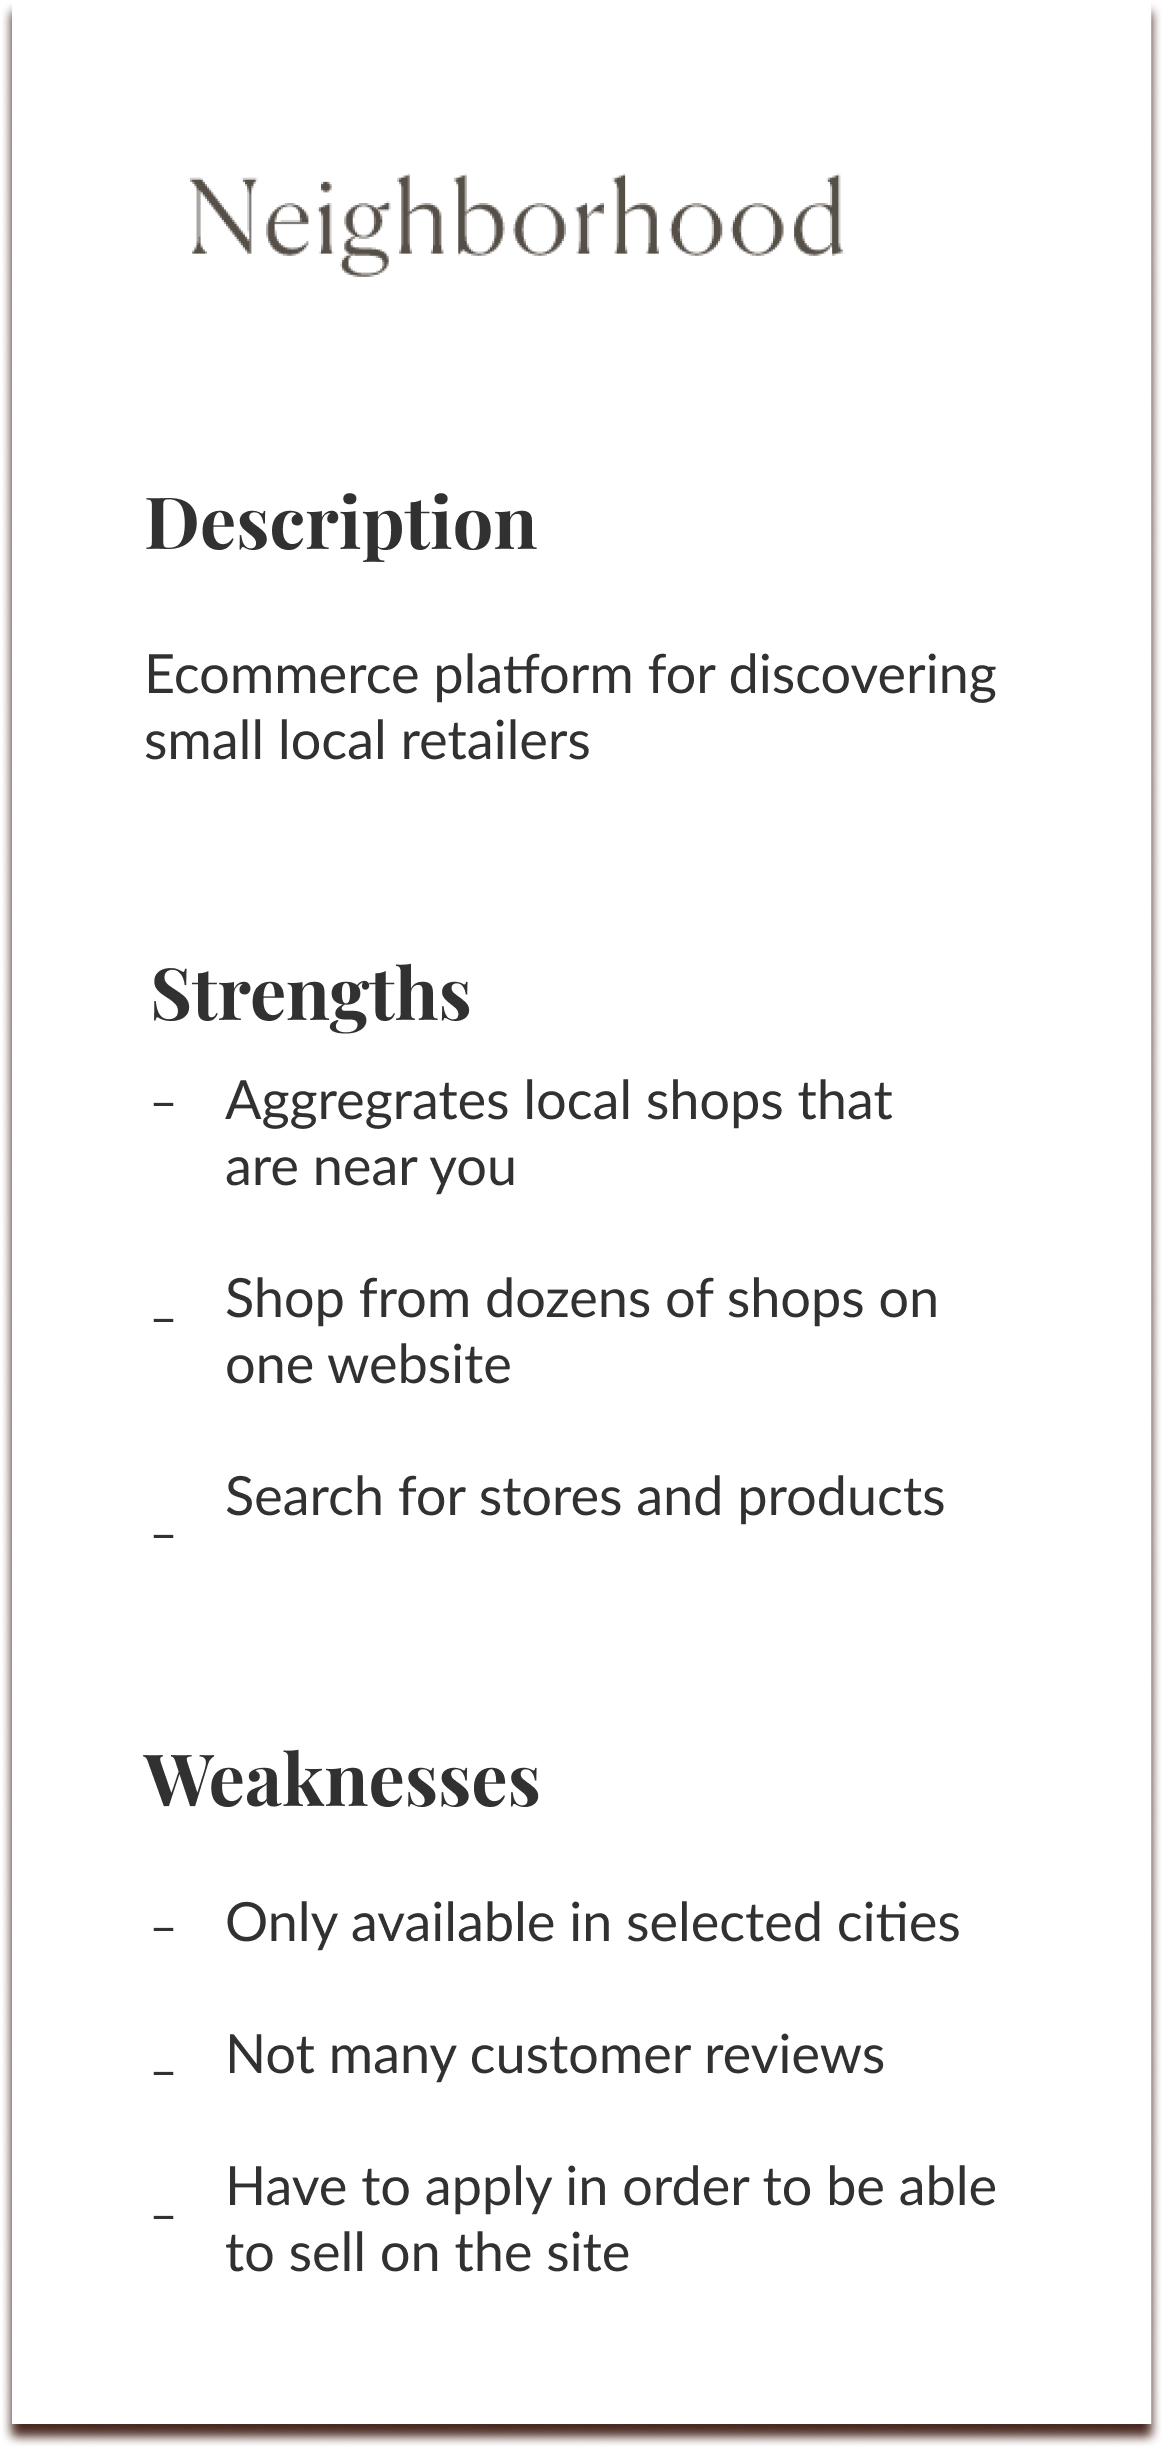 Neighborhood
Description
Ecommerce platform for discovering
small local retailers
Strengths
– Aggregrates local shops that
are near you
– Shop from dozens of shops on
one website
– Search for stores and products
Weaknesses
– Only available in selected cities
– Not many customer reviews
– Have to apply in order to be able
to sell on the site